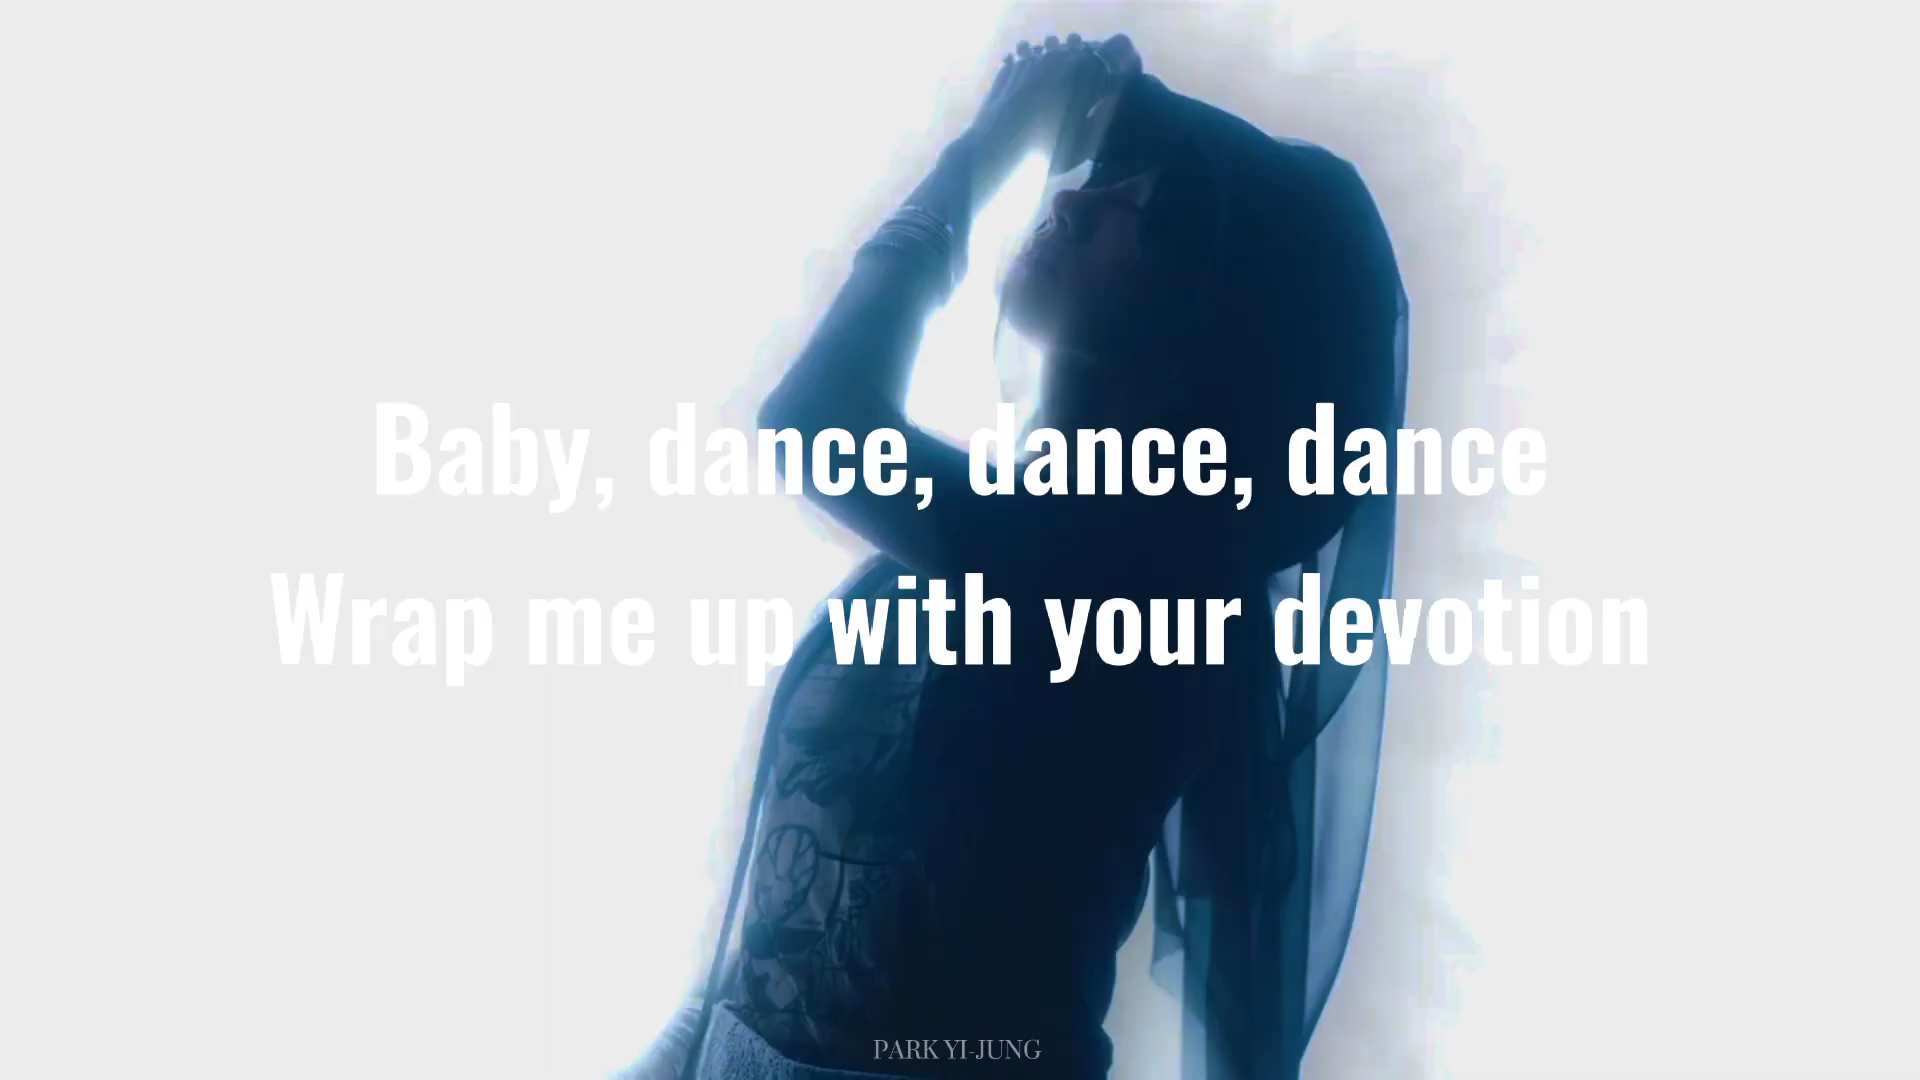 Baby, dance, dance, dance
Wrap me up with your devotion
PARK YI-JUNG